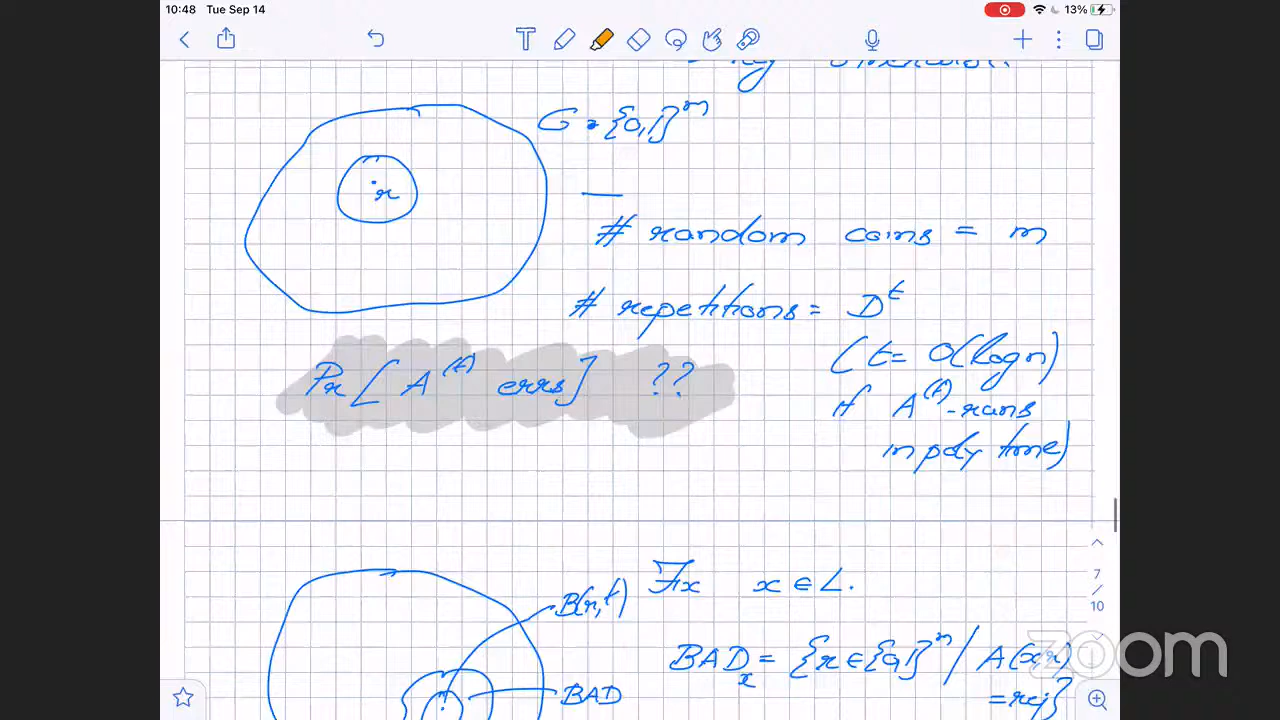 10:48 Tue Sep 14
13%
G = {0,1}^m
r
# random coins = m
# repetitions = D^t
(t = O(log n)
if A^(t) - runs
in poly time)
Pr[A^(t) errs] ??
7
/
10
Fix x ∈ L.
B(r,t)
BAD_x = {r ∈ {0,1}^m / A(x,r)
= rej}
BAD
zoom